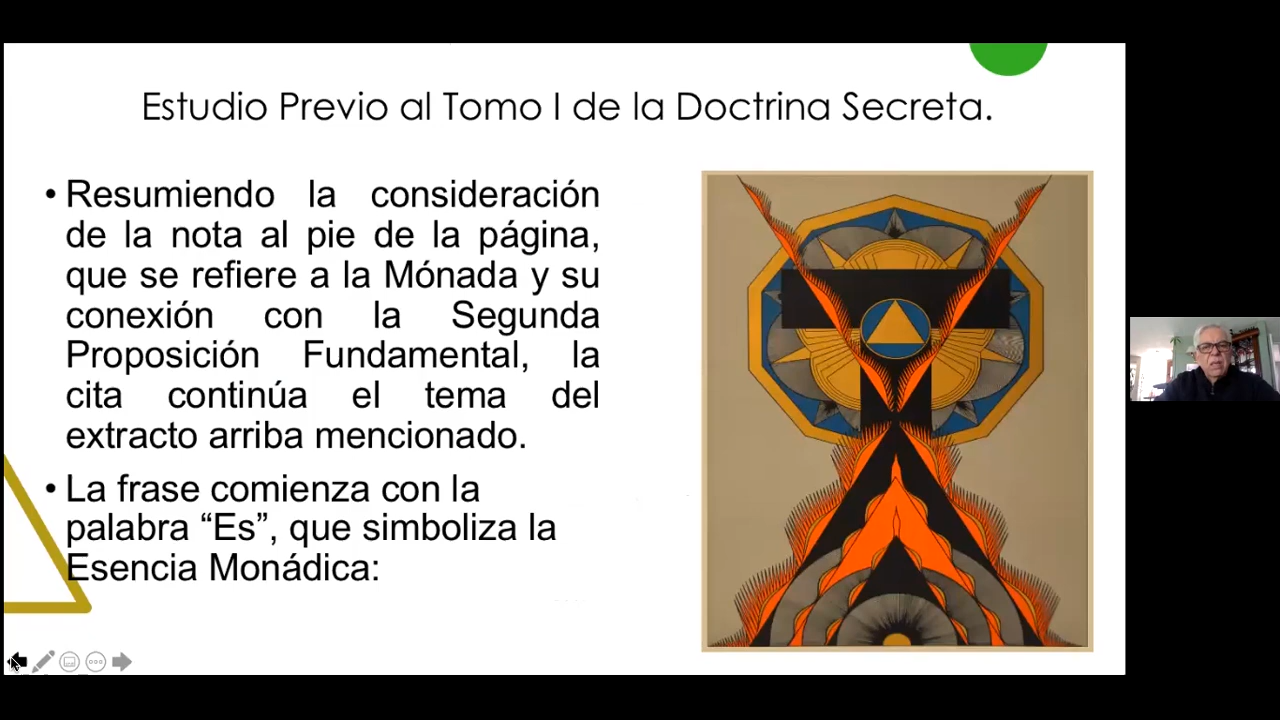 Estudio Previo al Tomo I de la Doctrina Secreta.
• Resumiendo la consideración
de la nota al pie de la página,
que se refiere a la Mónada y su
conexión con la Segunda
Proposición Fundamental, la
cita continúa el tema del
extracto arriba mencionado.
• La frase comienza con la
palabra “Es”, que simboliza la
Esencia Monádica: